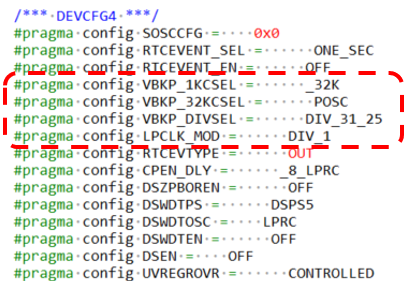 /*** DEVCFG4 ***/
#pragma config SOSCCFG = 0x0
#pragma config RTCEVENT_SEL = ONE_SEC
#pragma config RTCEVENT_EN = OFF
#pragma config VBKP_1KCSEL = _32K
#pragma config VBKP_32KCSEL = POSC
#pragma config VBKP_DIVSEL = DIV_31_25
#pragma config LPCLK_MOD = DIV_1
#pragma config RTCEVTYPE = OUT
#pragma config CPEN_DLY = _8_LPRC
#pragma config DSZPBOREN = OFF
#pragma config DSWDTPS = DSPS5
#pragma config DSWDTOSC = LPRC
#pragma config DSWDTEN = OFF
#pragma config DSEN = OFF
#pragma config UVREGROVR = CONTROLLED